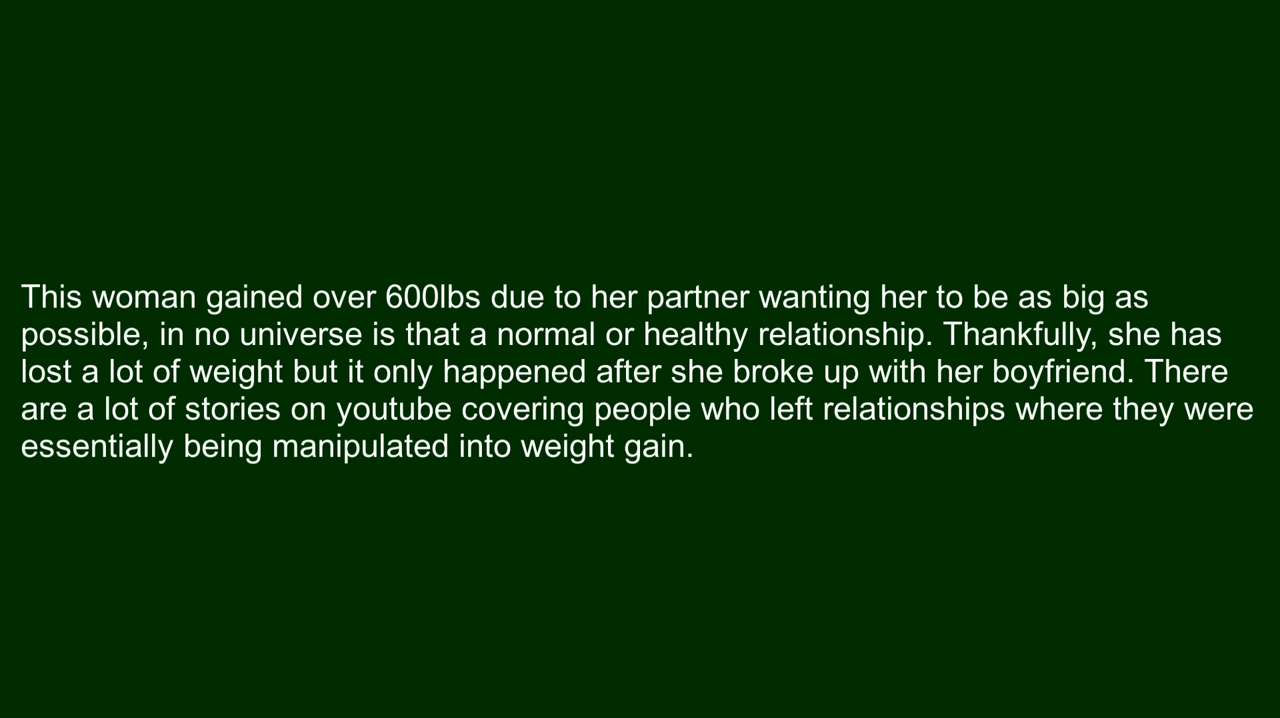 This woman gained over 600lbs due to her partner wanting her to be as big as
possible, in no universe is that a normal or healthy relationship. Thankfully, she has
lost a lot of weight but it only happened after she broke up with her boyfriend. There
are a lot of stories on youtube covering people who left relationships where they were
essentially being manipulated into weight gain.